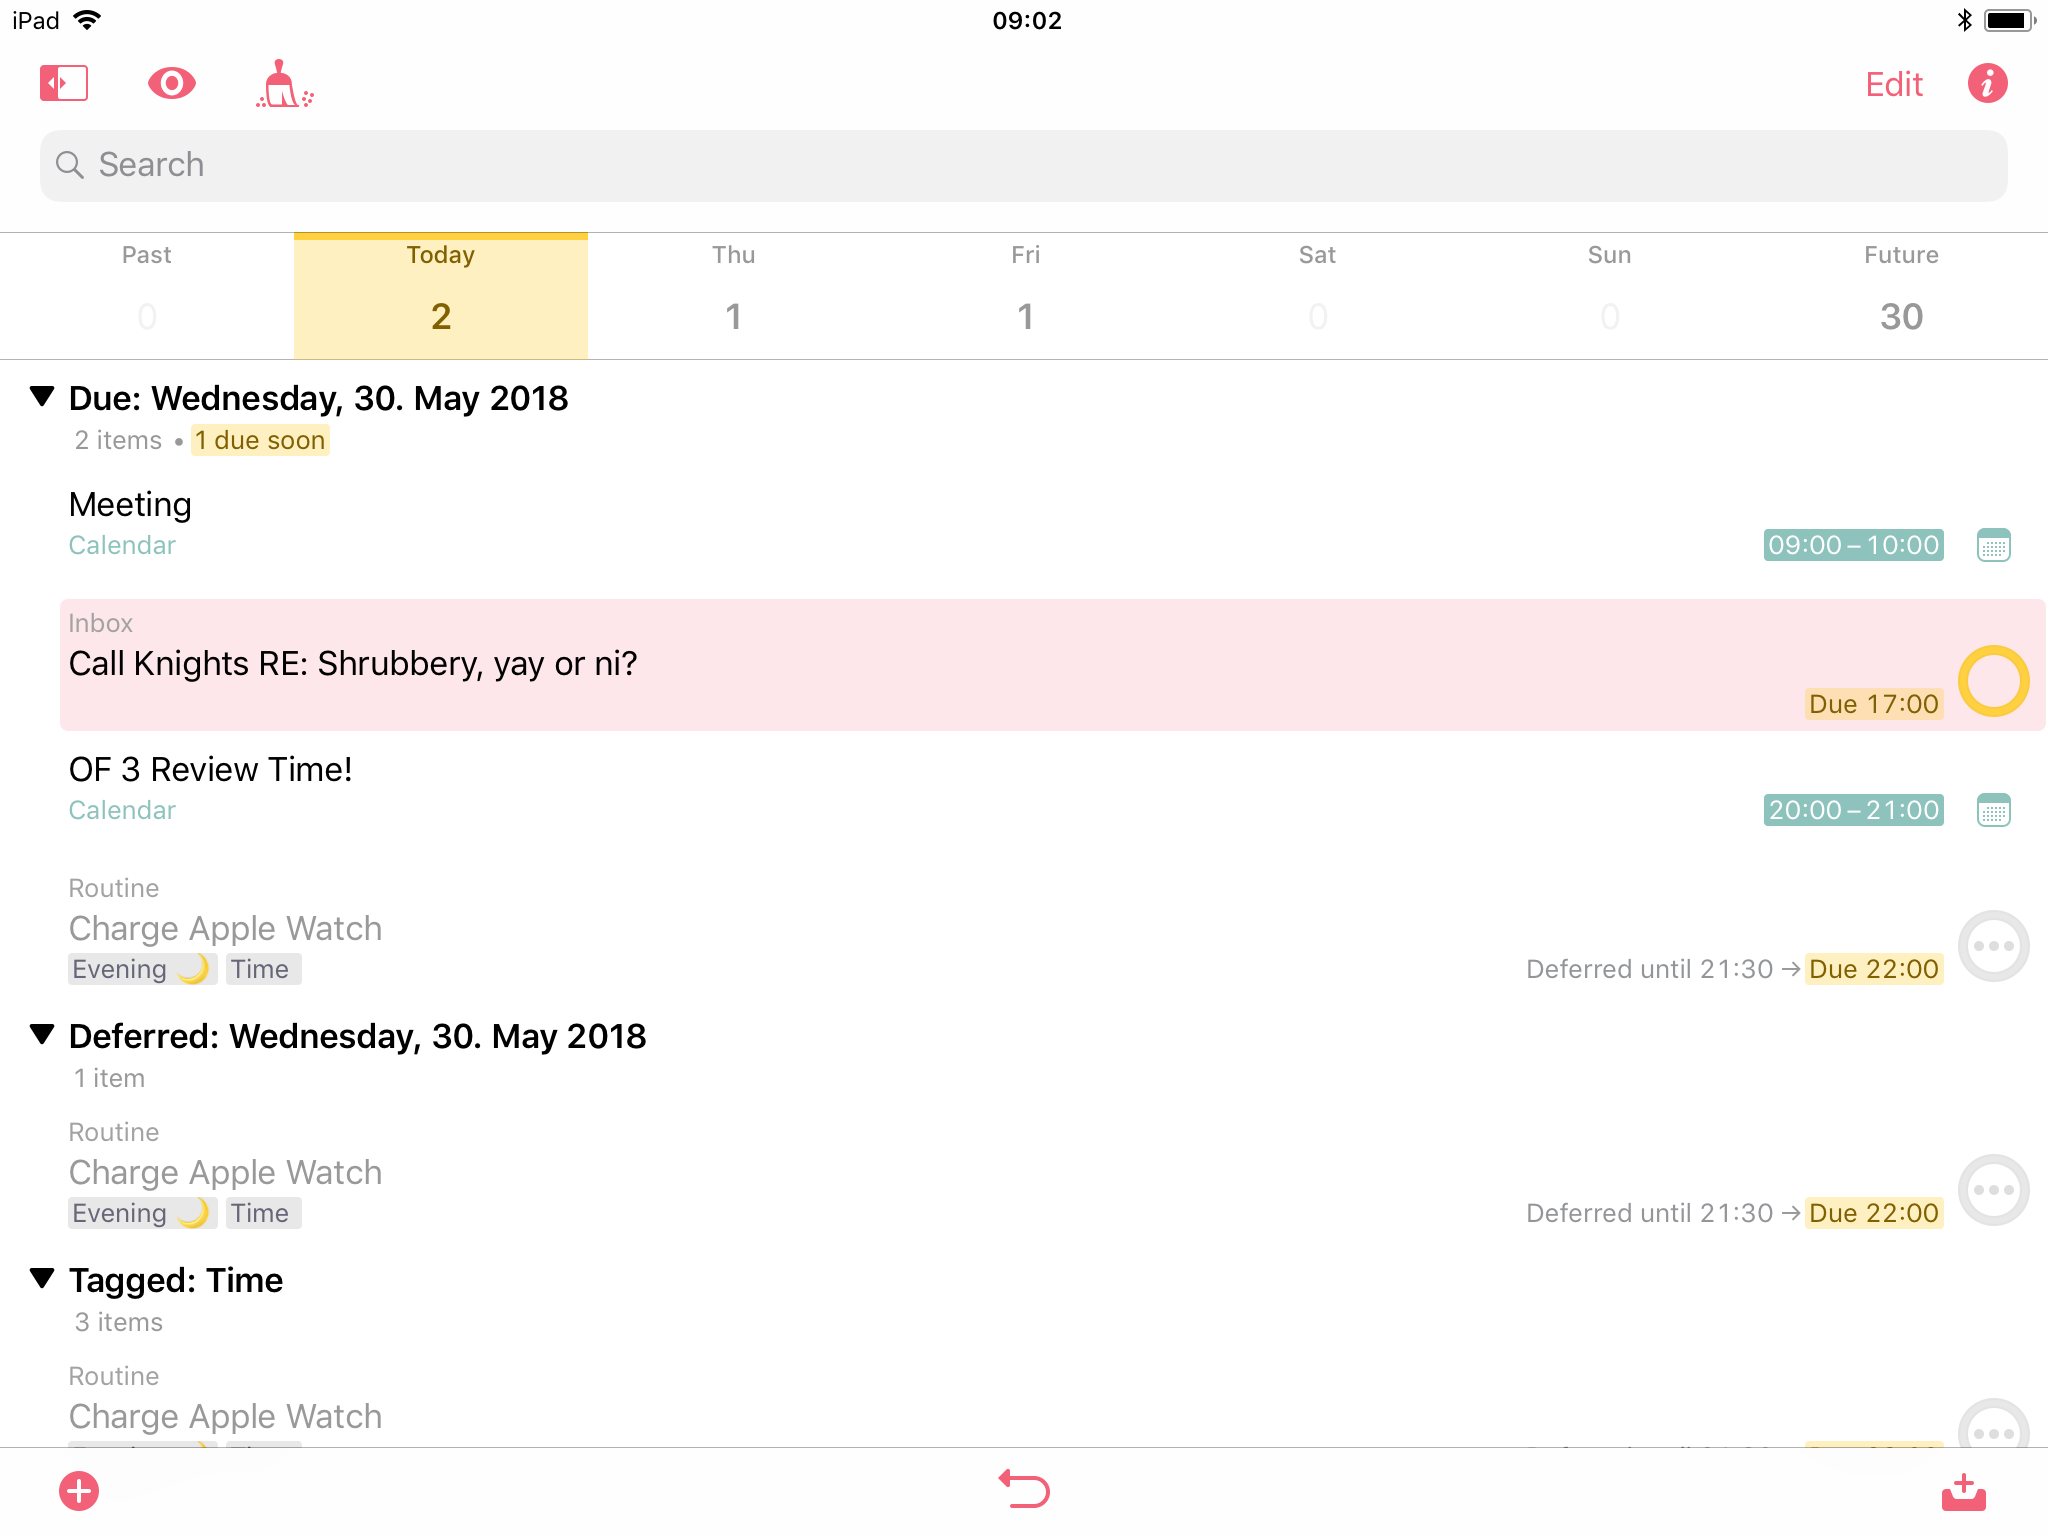 iPad 09:02
Edit
Search
Past Today Thu Fri Sat Sun Future
0 2 1 1 0 0 30
Due: Wednesday, 30. May 2018
2 items • 1 due soon
Meeting
Calendar 09:00 – 10:00
Inbox
Call Knights RE: Shrubbery, yay or ni?
Due 17:00
OF 3 Review Time!
Calendar 20:00 – 21:00
Routine
Charge Apple Watch
Evening 🌙 Time Deferred until 21:30 → Due 22:00
Deferred: Wednesday, 30. May 2018
1 item
Routine
Charge Apple Watch
Evening 🌙 Time Deferred until 21:30 → Due 22:00
Tagged: Time
3 items
Routine
Charge Apple Watch